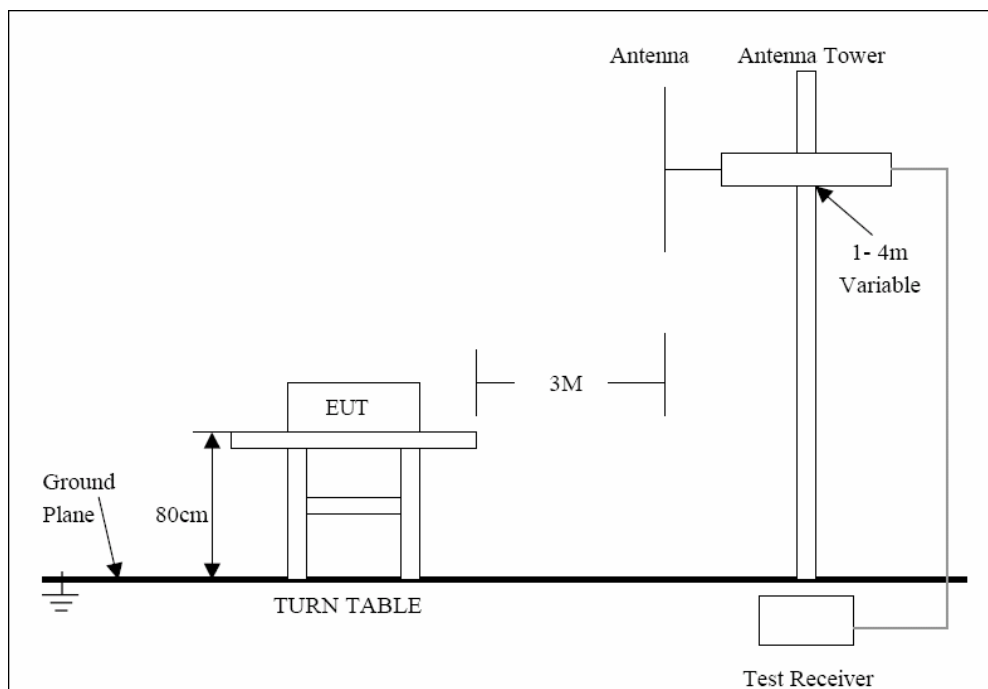 Antenna
Antenna Tower
1- 4m
Variable
3M
EUT
Ground
Plane
80cm
TURN TABLE
Test Receiver